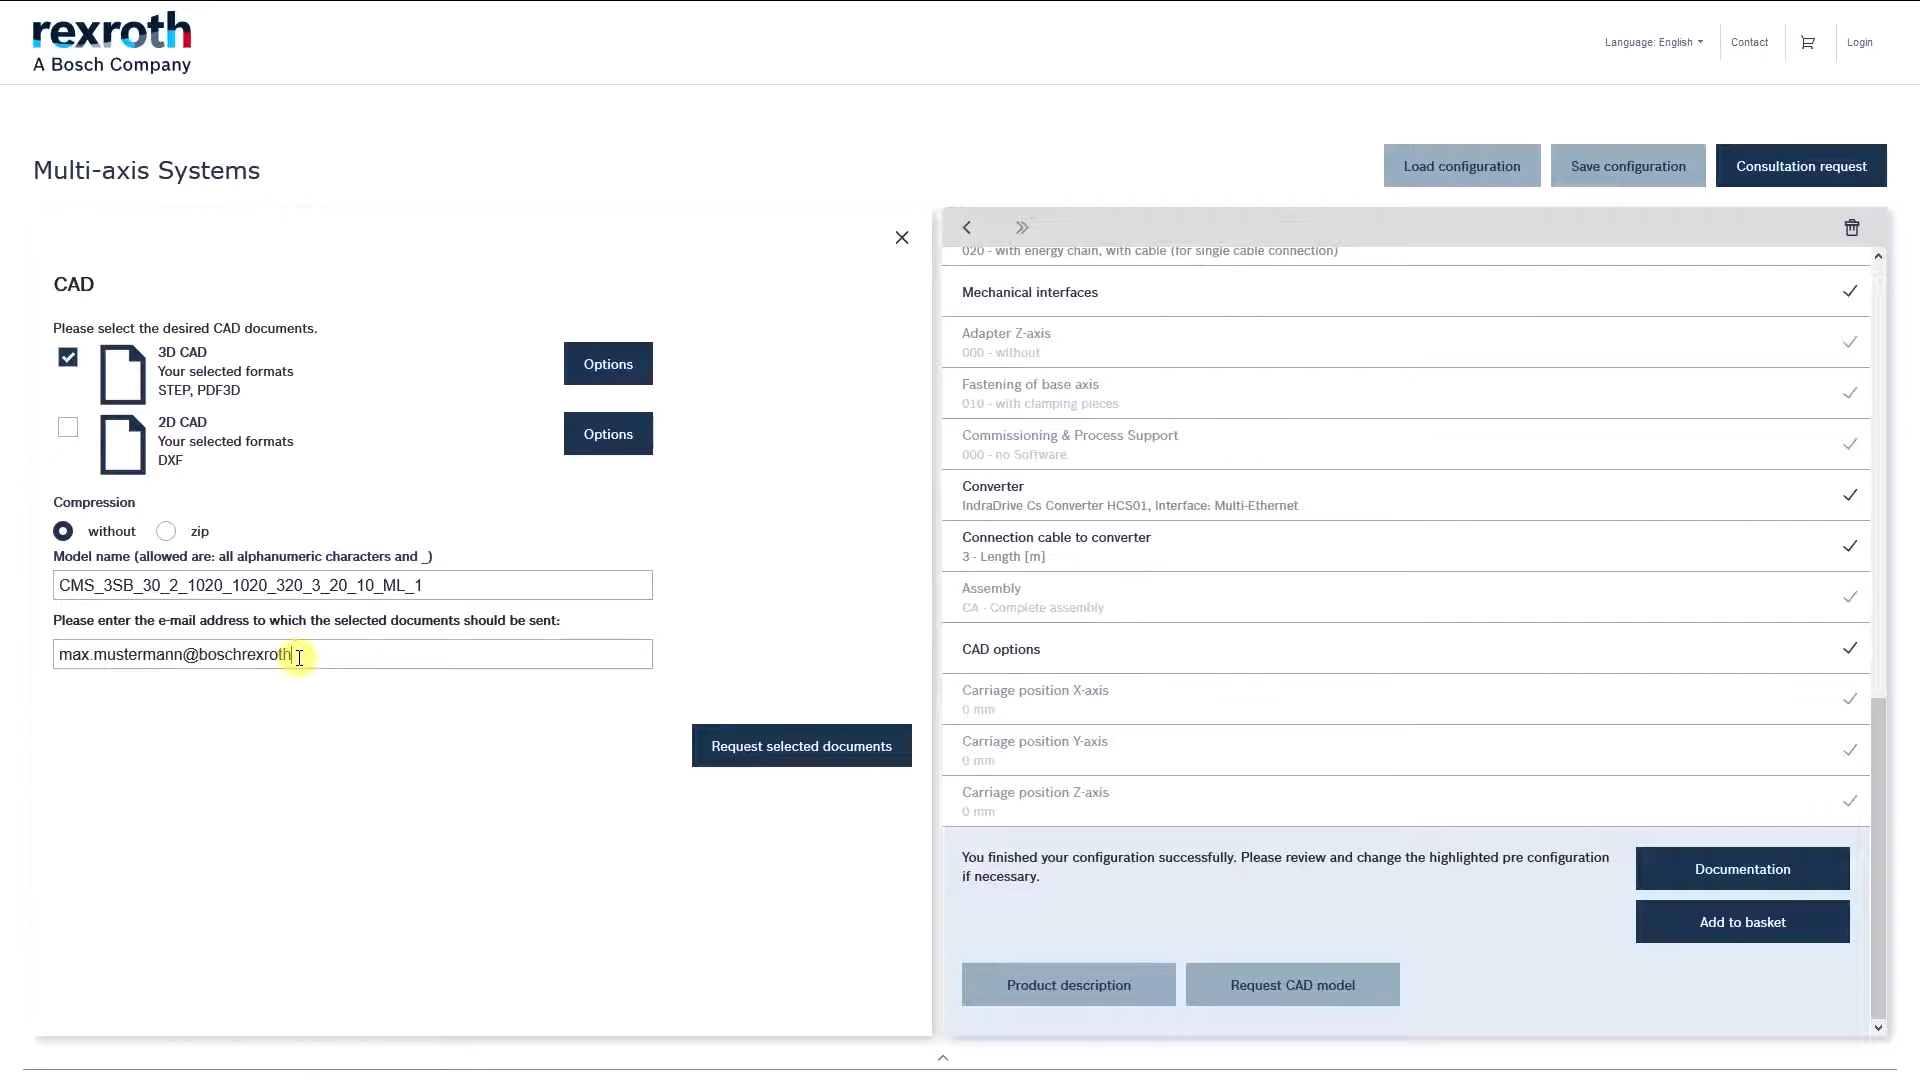 rexroth
A Bosch Company
Language: English
Contact
Login
Multi-axis Systems
Load configuration
Save configuration
Consultation request
CAD
Please select the desired CAD documents.
3D CAD
Your selected formats
STEP, PDF3D
Options
2D CAD
Your selected formats
DXF
Options
Compression
without
zip
Model name (allowed are: all alphanumeric characters and _)
CMS_3SB_30_2_1020_1020_320_3_20_10_ML_1
Please enter the e-mail address to which the selected documents should be sent:
max.mustermann@boschrexroth
Request selected documents
020 - with energy chain, with cable (for single cable connection)
Mechanical interfaces
Adapter Z-axis
000 - without
Fastening of base axis
010 - with clamping pieces
Commissioning & Process Support
000 - no Software
Converter
IndraDrive Cs Converter HCS01, Interface: Multi-Ethernet
Connection cable to converter
3 - Length [m]
Assembly
CA - Complete assembly
CAD options
Carriage position X-axis
0 mm
Carriage position Y-axis
0 mm
Carriage position Z-axis
0 mm
You finished your configuration successfully. Please review and change the highlighted pre configuration
if necessary.
Documentation
Add to basket
Product description
Request CAD model